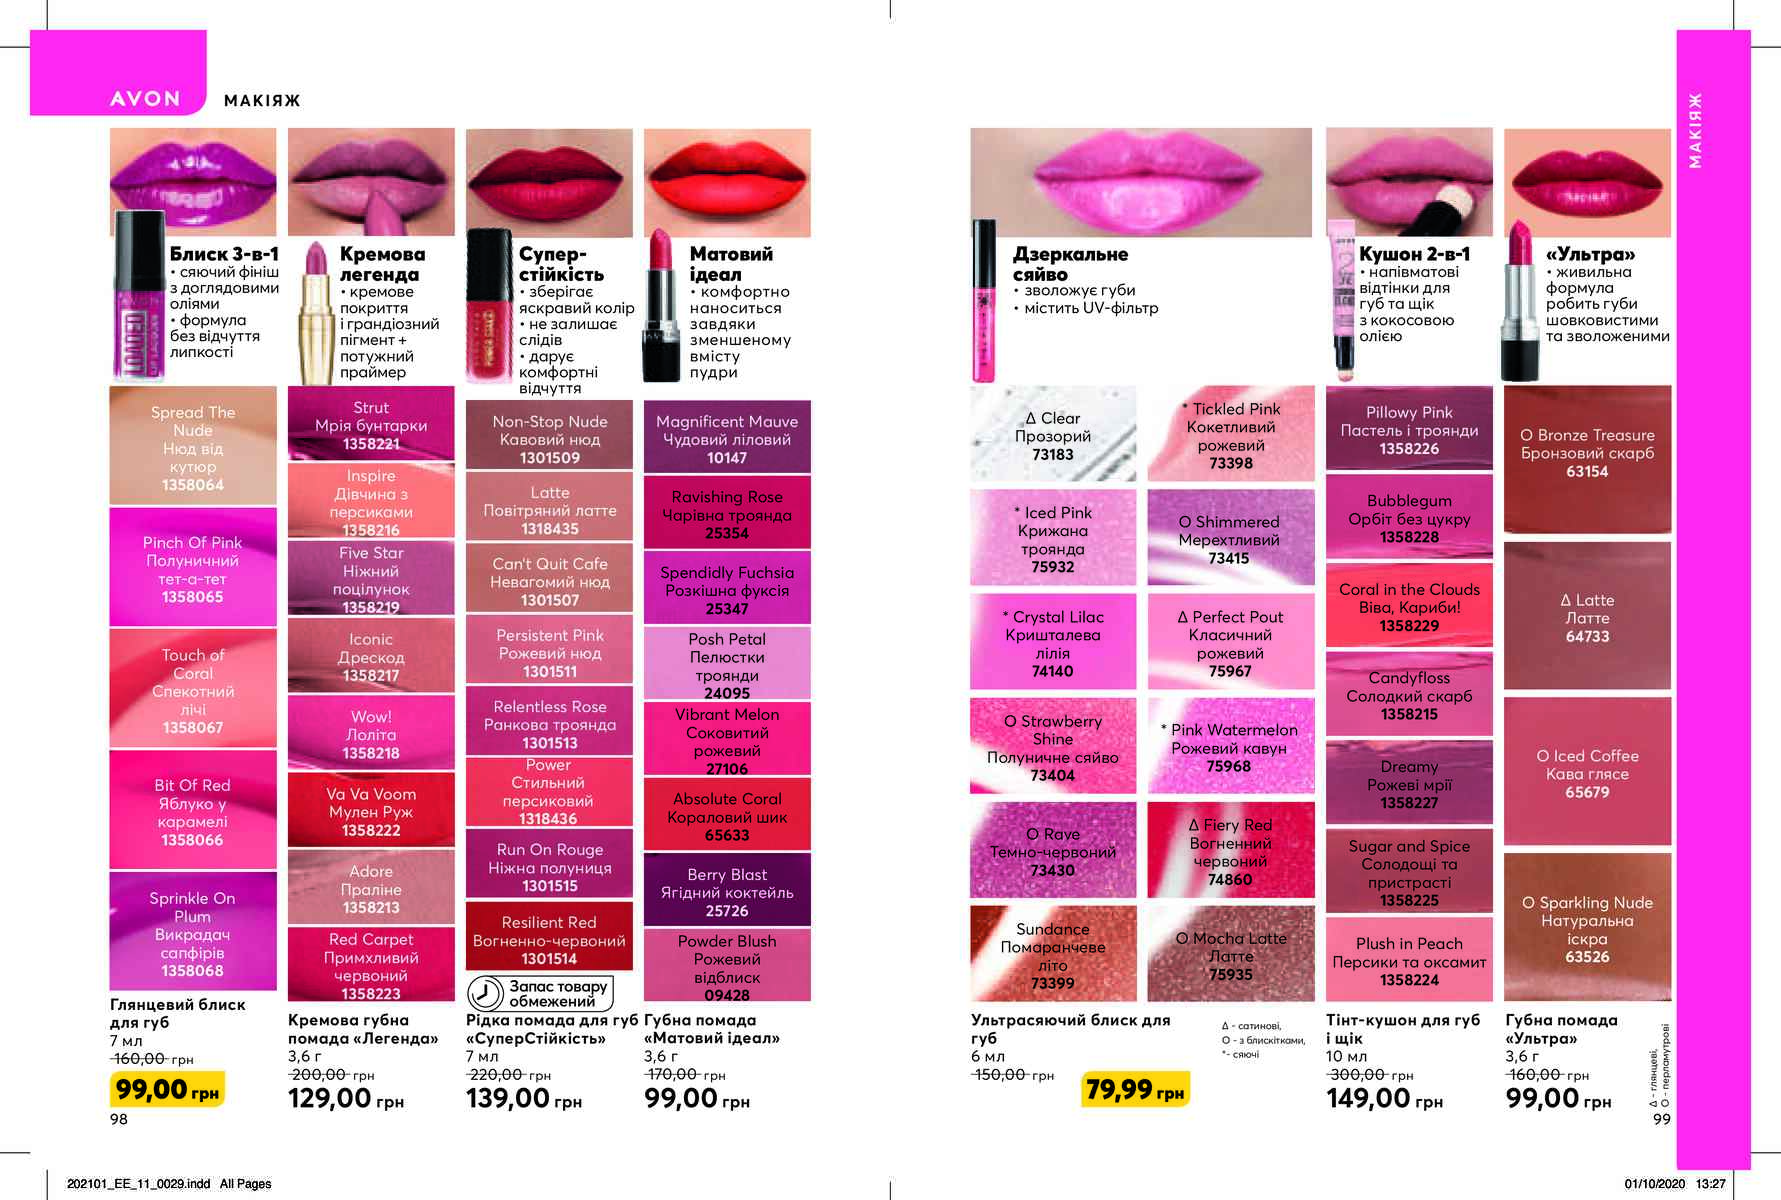 AVON
МАКІЯЖ
Блиск 3-в-1
• сяючий фініш
з доглядовими
оліями
• формула
без відчуття
липкості
Spread The
Nude
Нюд від
кутюр
1358064
Pinch Of Pink
Полуничний
тет-а-тет
1358065
Touch of
Coral
Спекотний
лічі
1358067
Bit Of Red
Яблуко у
карамелі
1358066
Sprinkle On
Plum
Викрадач
сапфірів
1358068
Глянцевий блиск
для губ
7 мл
160,00 грн
99,00 грн
98
Кремова
легенда
• кремове
покриття
і грандіозний
пігмент +
потужний
праймер
Strut
Мрія бунтарки
1358221
Inspire
Дівчина з
персиками
1358216
Five Star
Ніжний
поцілунок
1358219
Iconic
Дрескод
1358217
Wow!
Лоліта
1358218
Va Va Voom
Мулен Руж
1358222
Adore
Праліне
1358213
Red Carpet
Примхливий
червоний
1358223
Кремова губна
помада «Легенда»
3,6 г
200,00 грн
129,00 грн
Супер-
стійкість
• зберігає
яскравий колір
• не залишає
слідів
• дарує
комфортні
відчуття
Non-Stop Nude
Кавовий нюд
1301509
Latte
Повітряний латте
1318435
Can't Quit Cafe
Невагомий нюд
1301507
Persistent Pink
Рожевий нюд
1301511
Relentless Rose
Ранкова троянда
1301513
Power
Стильний
персиковий
1318436
Run On Rouge
Ніжна полуниця
1301515
Resilient Red
Вогненно-червоний
1301514
Запас товару
обмежений
Рідка помада для губ
«СуперСтійкість»
7 мл
220,00 грн
139,00 грн
Матовий
ідеал
• комфортно
наноситься
завдяки
зменшеному
вмісту
пудри
Magnificent Mauve
Чудовий ліловий
10147
Ravishing Rose
Чарівна троянда
25354
Spendidly Fuchsia
Розкішна фуксія
25347
Posh Petal
Пелюстки
троянди
24095
Vibrant Melon
Соковитий
рожевий
27106
Absolute Coral
Кораловий шик
65633
Berry Blast
Ягідний коктейль
25726
Powder Blush
Рожевий
відблиск
09428
Губна помада
«Матовий ідеал»
3,6 г
170,00 грн
99,00 грн
Дзеркальне
сяйво
• зволожує губи
• містить UV-фільтр
Δ Clear
Прозорий
73183
* Tickled Pink
Кокетливий
рожевий
73398
* Iced Pink
Крижана
троянда
75932
O Shimmered
Мерехтливий
73415
* Crystal Lilac
Кришталева
лілія
74140
Δ Perfect Pout
Класичний
рожевий
75967
O Strawberry
Shine
Полуничне сяйво
73404
* Pink Watermelon
Рожевий кавун
75968
O Rave
Темно-червоний
73430
Δ Fiery Red
Вогненний
червоний
74860
Sundance
Помаранчеве
літо
73399
O Mocha Latte
Латте
75935
Ультрасяючий блиск для
губ
6 мл
150,00 грн
79,99 грн
Δ - сатинові,
O - з блискітками,
*- сяючі
Кушон 2-в-1
• напівматові
відтінки для
губ та щік
з кокосовою
олією
Pillowy Pink
Пастель і троянди
1358226
Bubblegum
Орбіт без цукру
1358228
Coral in the Clouds
Віва, Кариби!
1358229
Candyfloss
Солодкий скарб
1358215
Dreamy
Рожеві мрії
1358227
Sugar and Spice
Солодощі та
пристрасті
1358225
Plush in Peach
Персики та оксамит
1358224
Тінт-кушон для губ
і щік
10 мл
300,00 грн
149,00 грн
«Ультра»
• живильна
формула
робить губи
шовковистими
та зволоженими
O Bronze Treasure
Бронзовий скарб
63154
Δ Latte
Латте
64733
O Iced Coffee
Кава глясе
65679
O Sparkling Nude
Натуральна
іскра
63526
Губна помада
«Ультра»
3,6 г
160,00 грн
99,00 грн
Δ - глянцеві,
O - перламутрові
99
МАКІЯЖ
202101_EE_11_0029.indd All Pages
01/10/2020 13:27